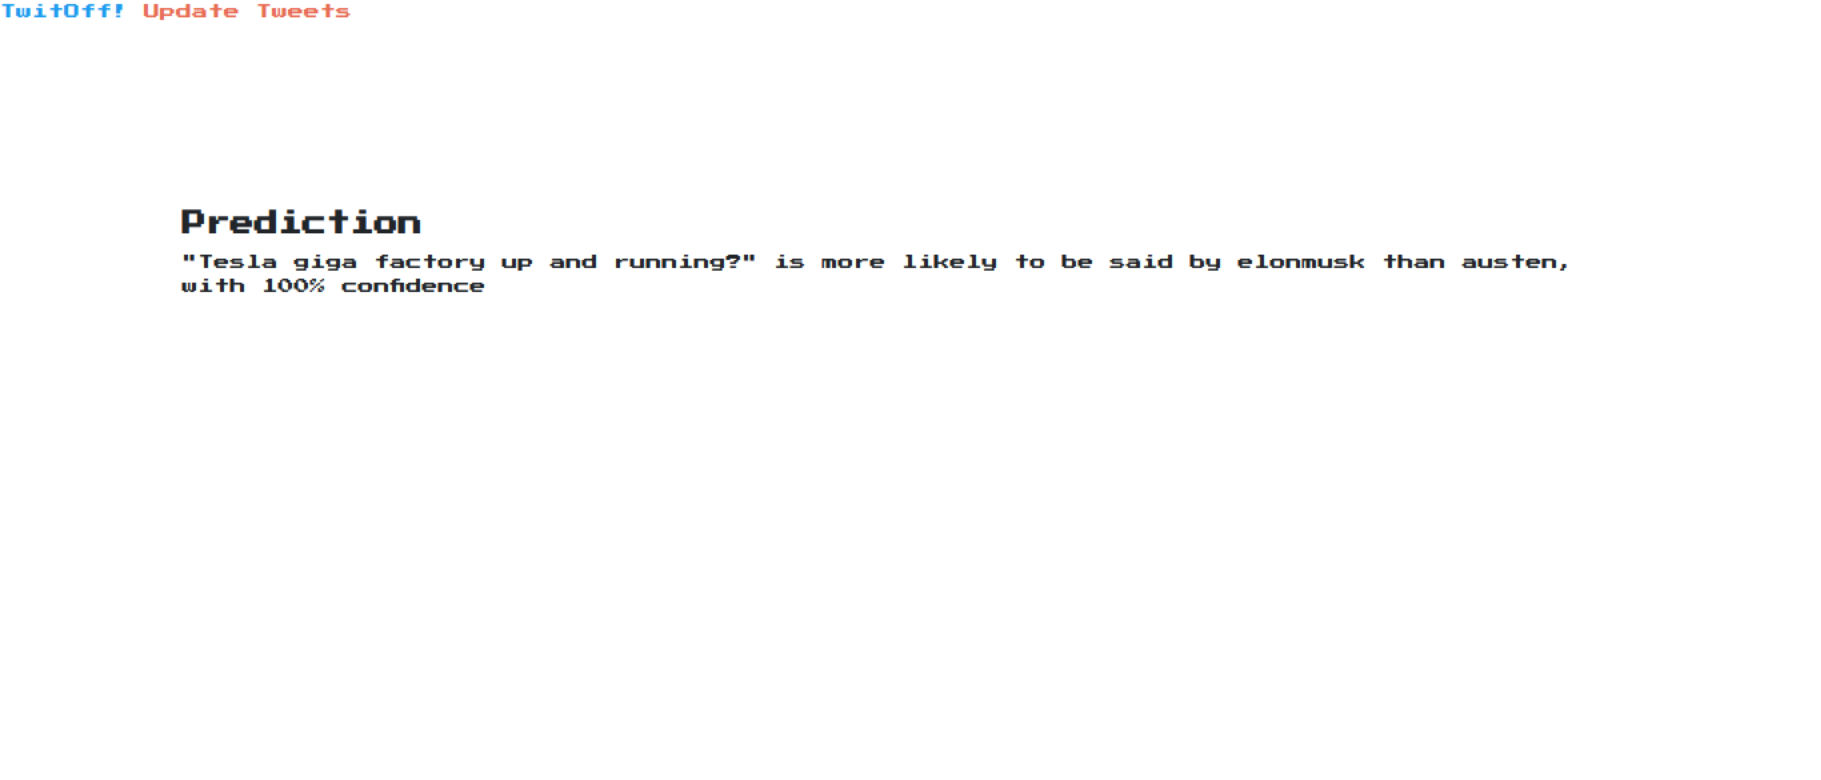 TwitOff! Update Tweets
Prediction
"Tesla giga factory up and running?" is more likely to be said by elonmusk than austen,
with 100% confidence